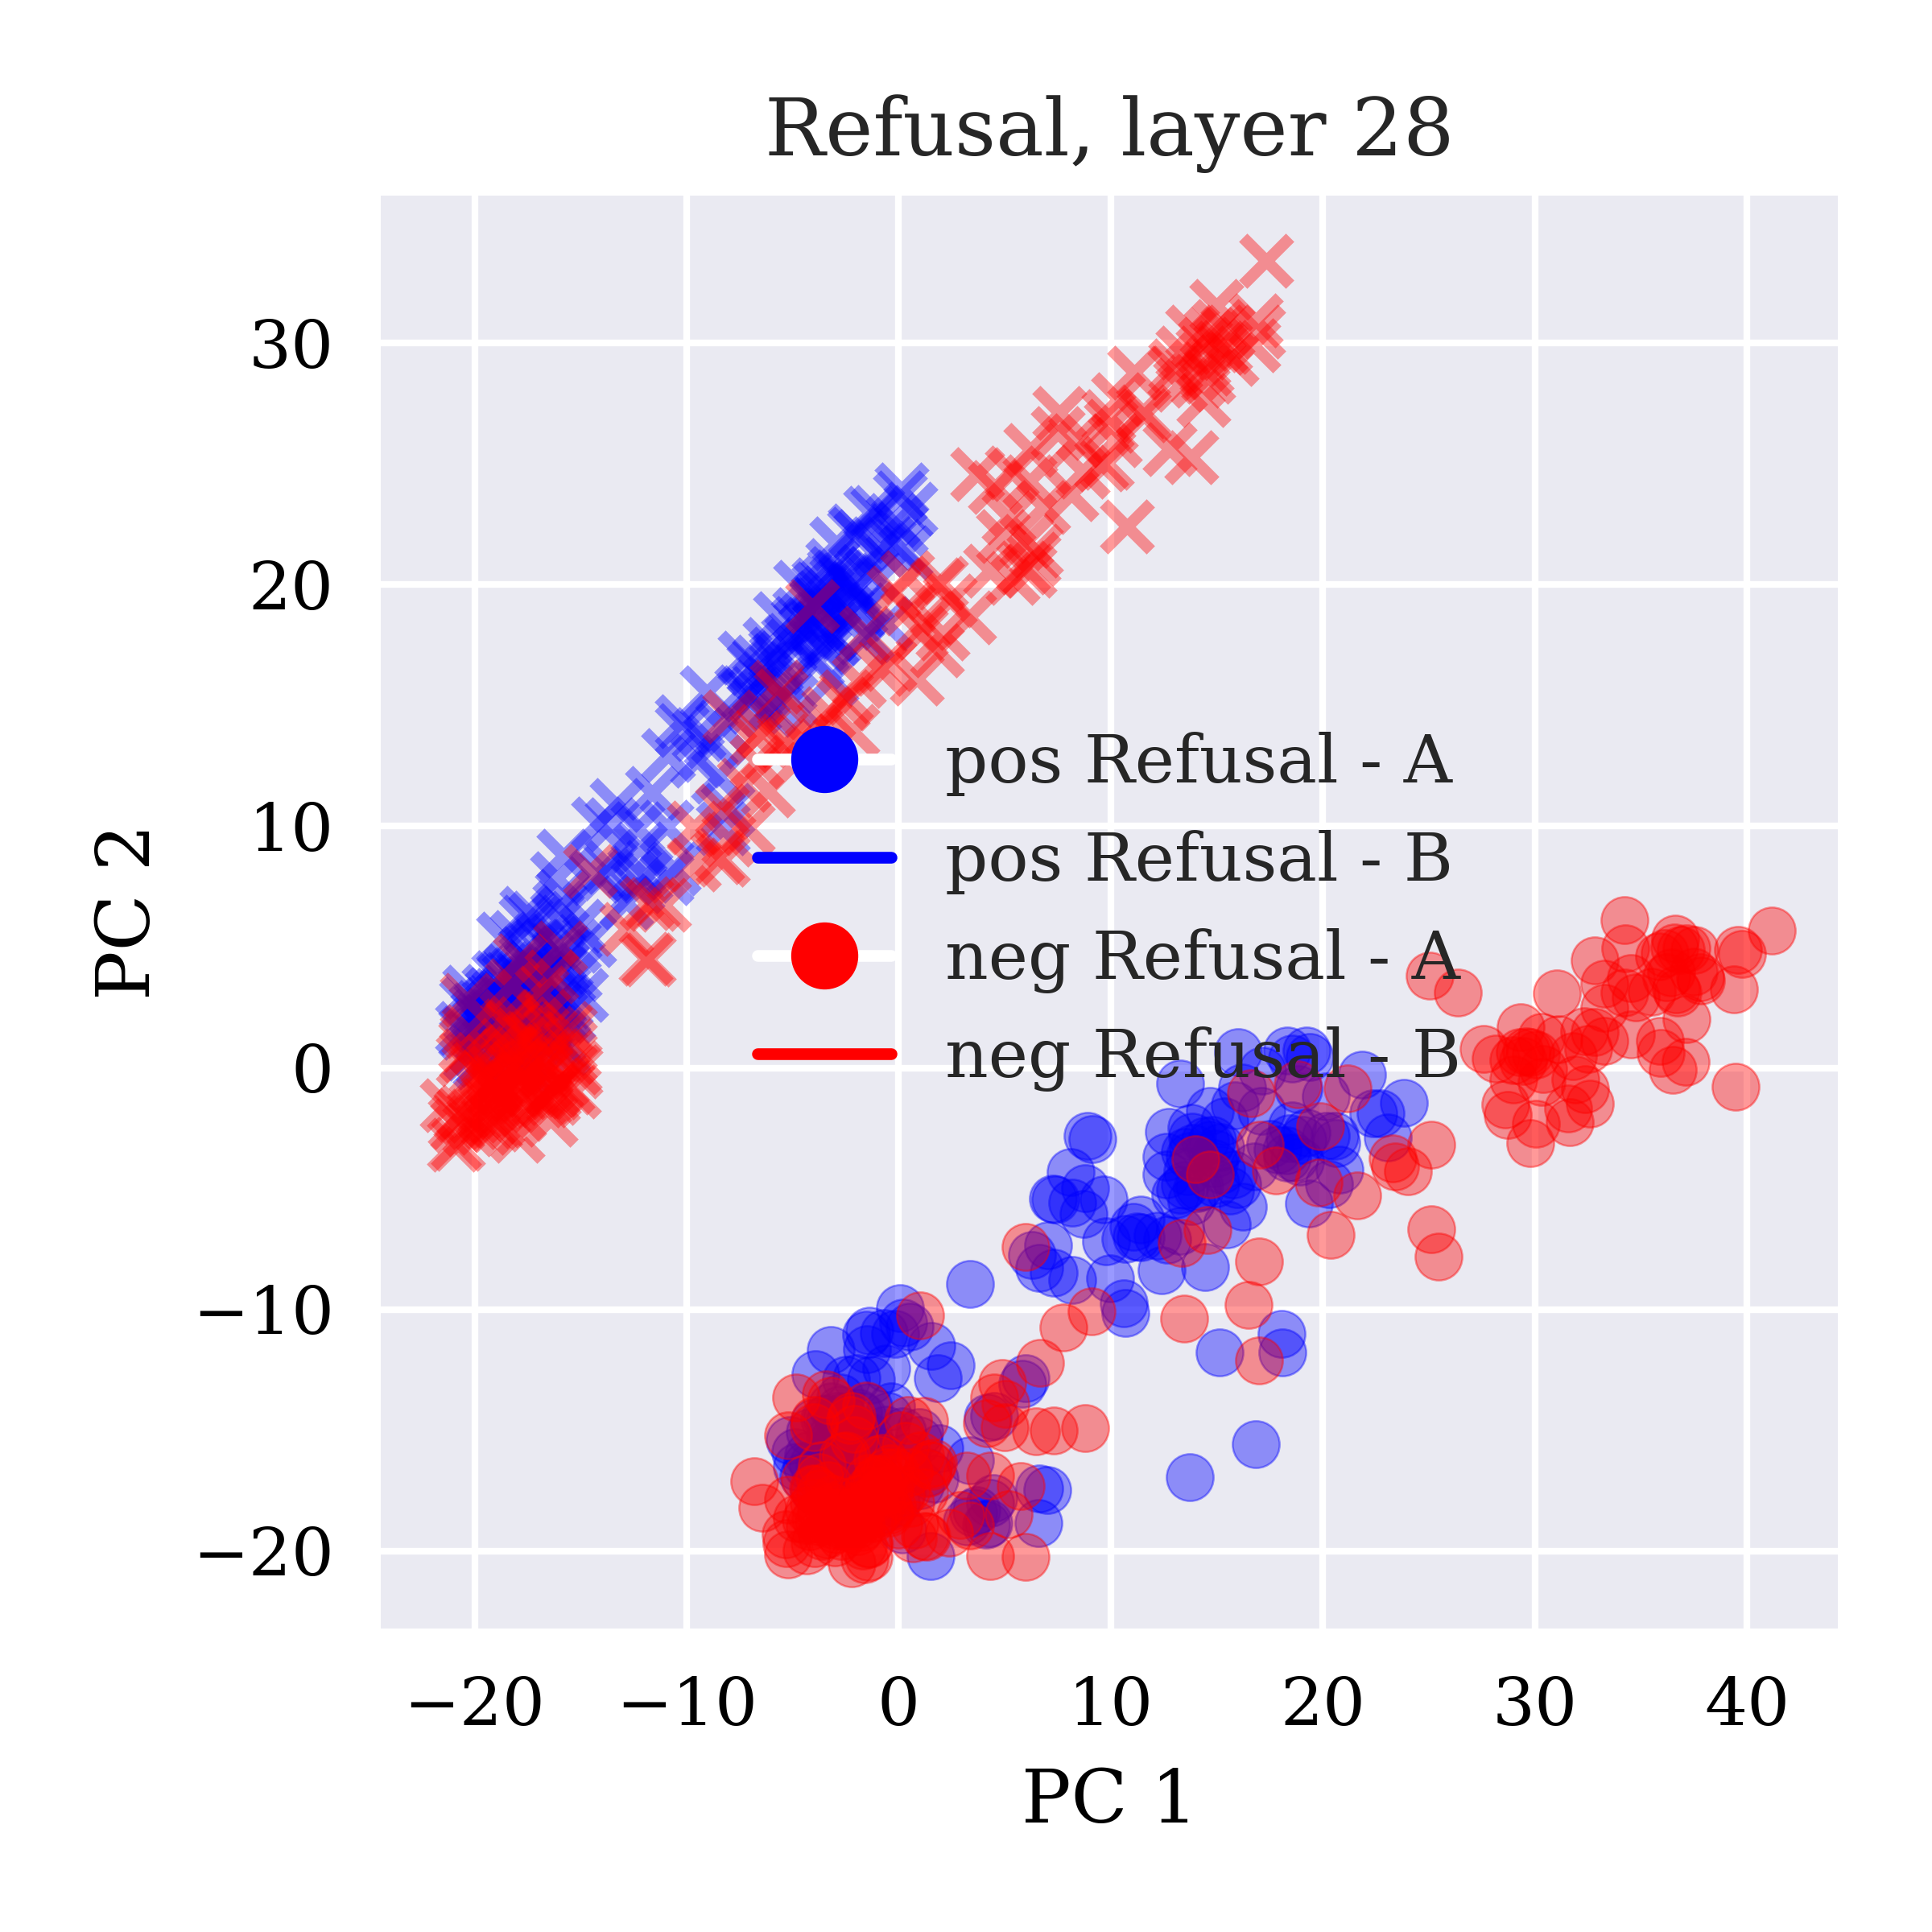 Refusal, layer 28
30
20
10
0
−10
−20
PC 2
pos Refusal - A
pos Refusal - B
neg Refusal - A
neg Refusal - B
−20 −10 0 10 20 30 40
PC 1